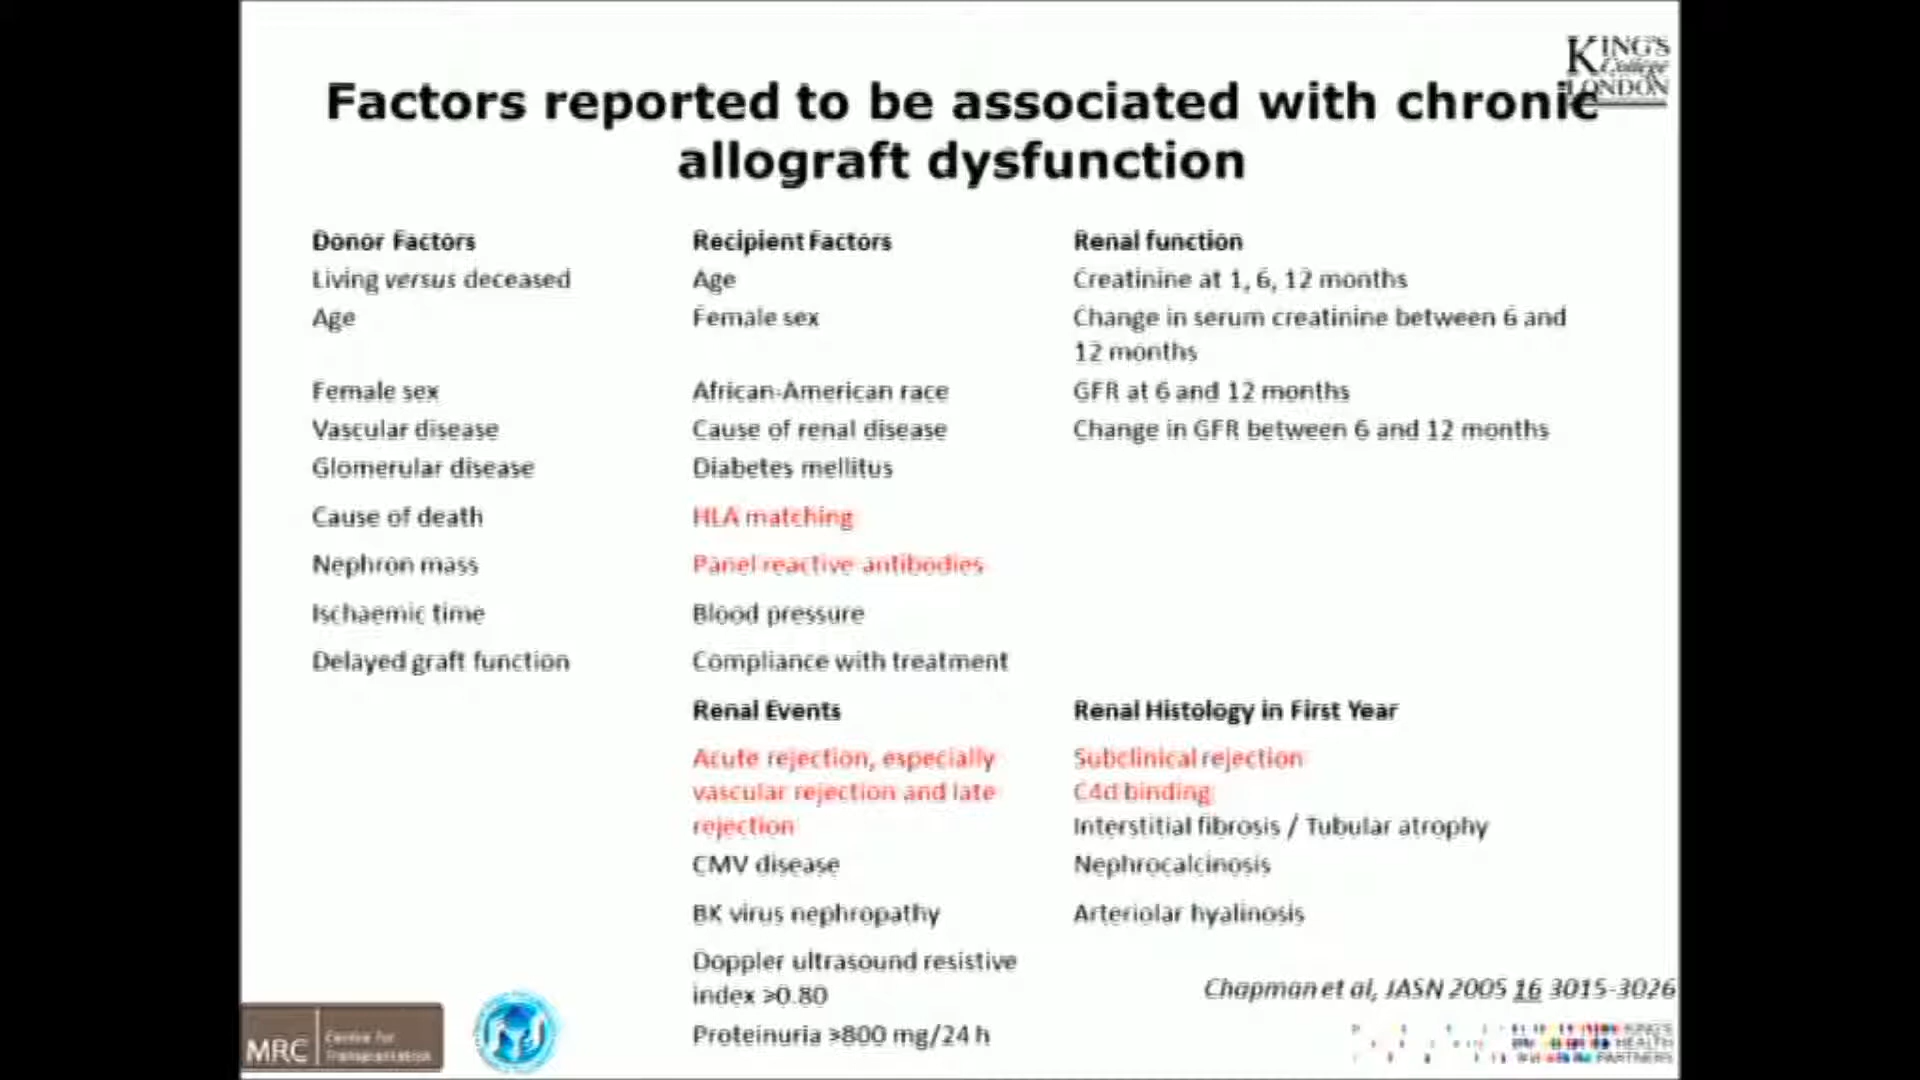 KING'S
College
LONDON
Factors reported to be associated with chronic
allograft dysfunction
Donor Factors
Living versus deceased
Age
Female sex
Vascular disease
Glomerular disease
Cause of death
Nephron mass
Ischaemic time
Delayed graft function
Recipient Factors
Age
Female sex
African-American race
Cause of renal disease
Diabetes mellitus
HLA matching
Panel reactive antibodies
Blood pressure
Compliance with treatment
Renal function
Creatinine at 1, 6, 12 months
Change in serum creatinine between 6 and
12 months
GFR at 6 and 12 months
Change in GFR between 6 and 12 months
Renal Events
Acute rejection, especially
vascular rejection and late
rejection
CMV disease
BK virus nephropathy
Doppler ultrasound resistive
index >0.80
Proteinuria >800 mg/24 h
Renal Histology in First Year
Subclinical rejection
C4d binding
Interstitial fibrosis / Tubular atrophy
Nephrocalcinosis
Arteriolar hyalinosis
Chapman et al, JASN 2005 16 3015-3026
MRC
Centre for
Transplantation
KING'S
HEALTH
PARTNERS